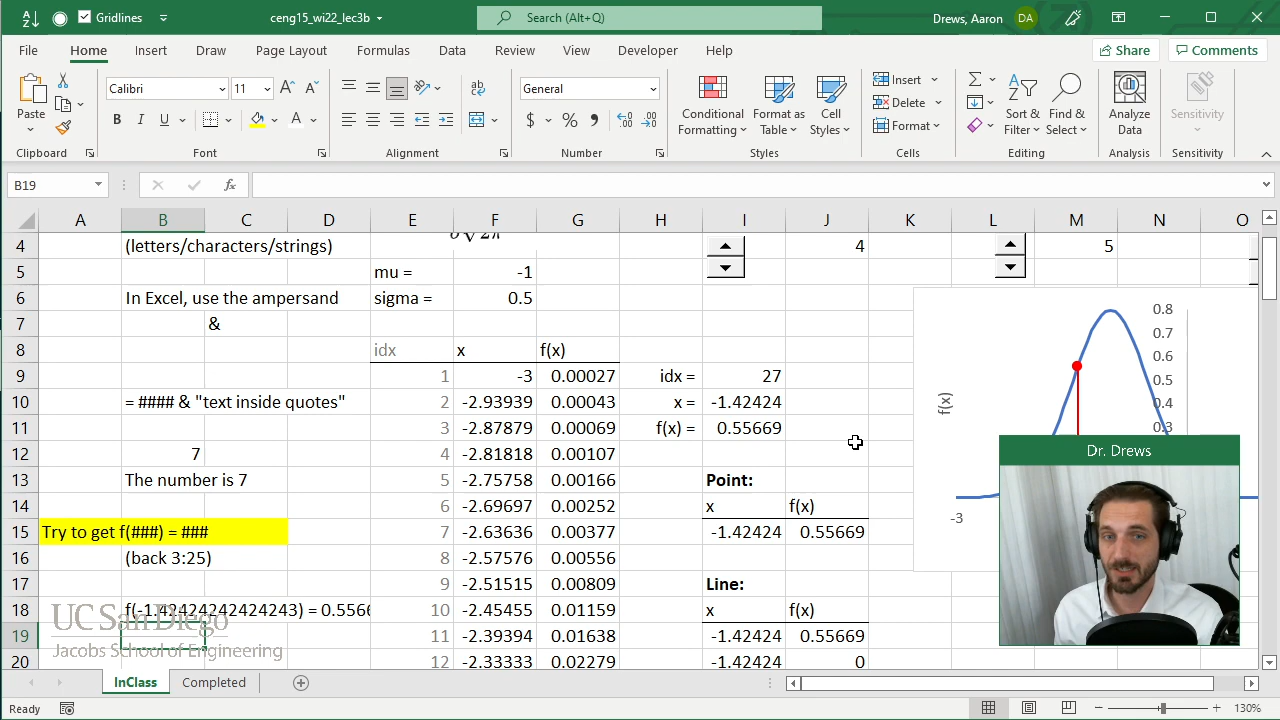 Gridlines
ceng15_wi22_lec3b
Search (Alt+Q)
Drews, Aaron
DA
File Home Insert Draw Page Layout Formulas Data Review View Developer Help
Share Comments
Calibri 11
General
Paste
B I U
Conditional Formatting
Format as Table
Cell Styles
Insert
Delete
Format
Sort & Filter
Find & Select
Analyze Data
Sensitivity
Clipboard Font Alignment Number Styles Cells Editing Analysis Sensitivity
B19
fx
A B C D E F G H I J K L M N O
4 (letters/characters/strings) 4 5
5 mu = -1
6 In Excel, use the ampersand sigma = 0.5
7 &
8 idx x f(x)
9 1 -3 0.00027 idx = 27
10 = #### & "text inside quotes" 2 -2.93939 0.00043 x = -1.42424
11 3 -2.87879 0.00069 f(x) = 0.55669
12 7 4 -2.81818 0.00107
13 The number is 7 5 -2.75758 0.00166 Point:
14 6 -2.69697 0.00252 x f(x)
15 Try to get f(###) = ### 7 -2.63636 0.00377 -1.42424 0.55669
16 (back 3:25) 8 -2.57576 0.00556
17 9 -2.51515 0.00809 Line:
18 f(-1.42424242424243) = 0.5566 10 -2.45455 0.01159 x f(x)
19 11 -2.39394 0.01638 -1.42424 0.55669
20 12 -2.33333 0.02279 -1.42424 0
0.8
0.7
0.6
0.5
0.4
0.3
f(x)
-3
Dr. Drews
UC San Diego
Jacobs School of Engineering
InClass Completed
Ready
130%